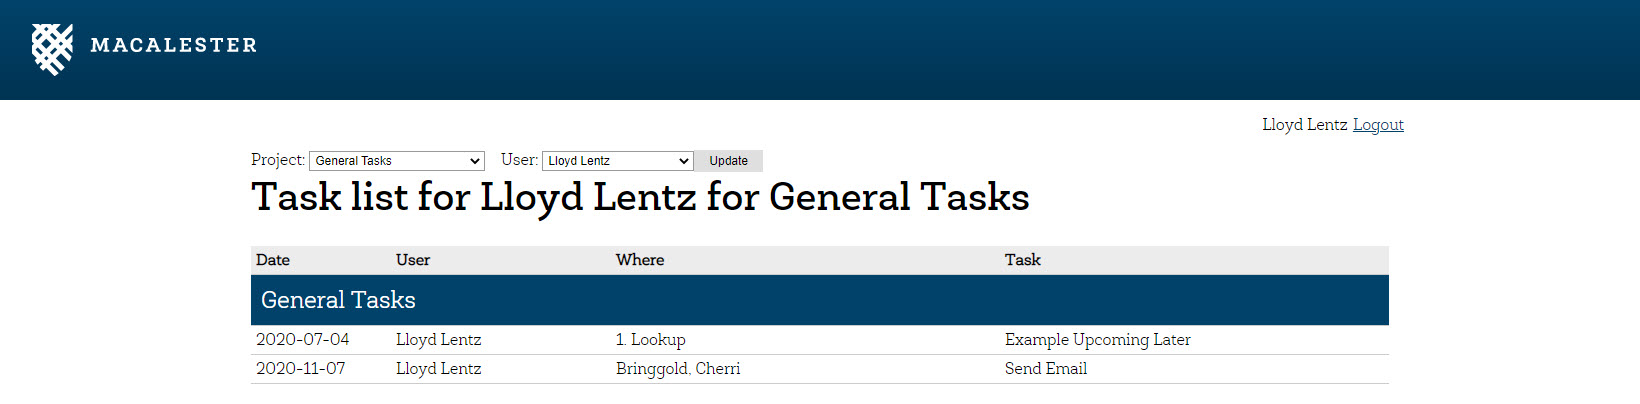 MACALESTER
Lloyd Lentz Logout
Project: General Tasks User: Lloyd Lentz Update
Task list for Lloyd Lentz for General Tasks
Date User Where Task
General Tasks
2020-07-04 Lloyd Lentz 1. Lookup Example Upcoming Later
2020-11-07 Lloyd Lentz Bringgold, Cherri Send Email